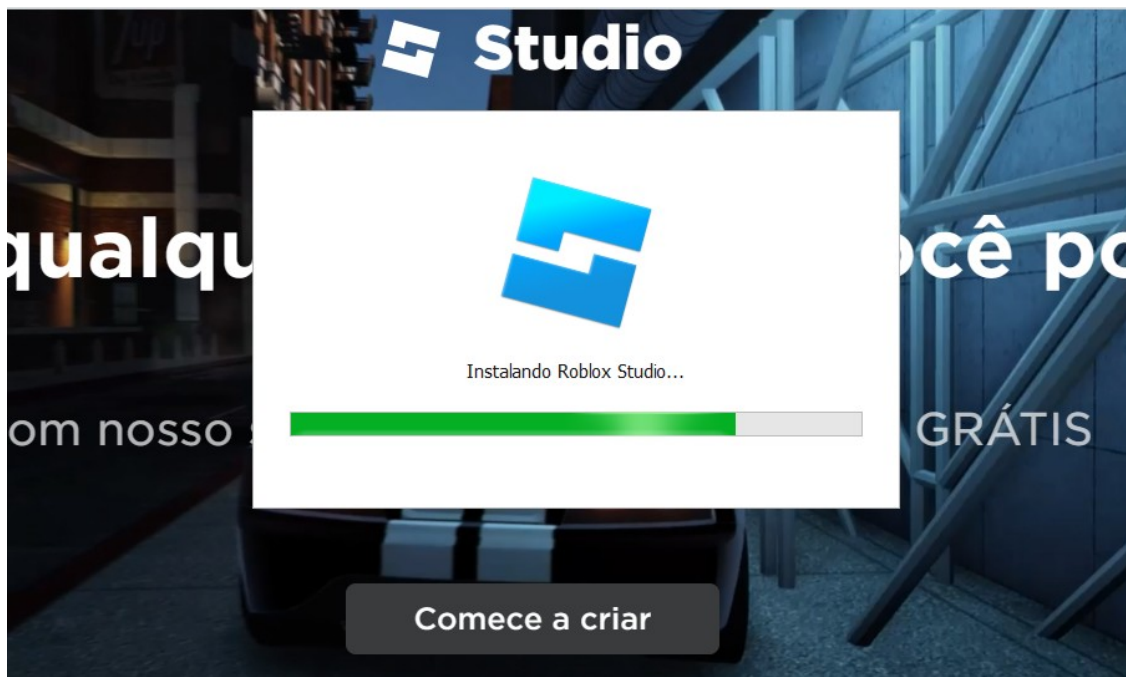 Studio
qualqu ocê po
Instalando Roblox Studio...
om nosso s GRÁTIS
Comece a criar